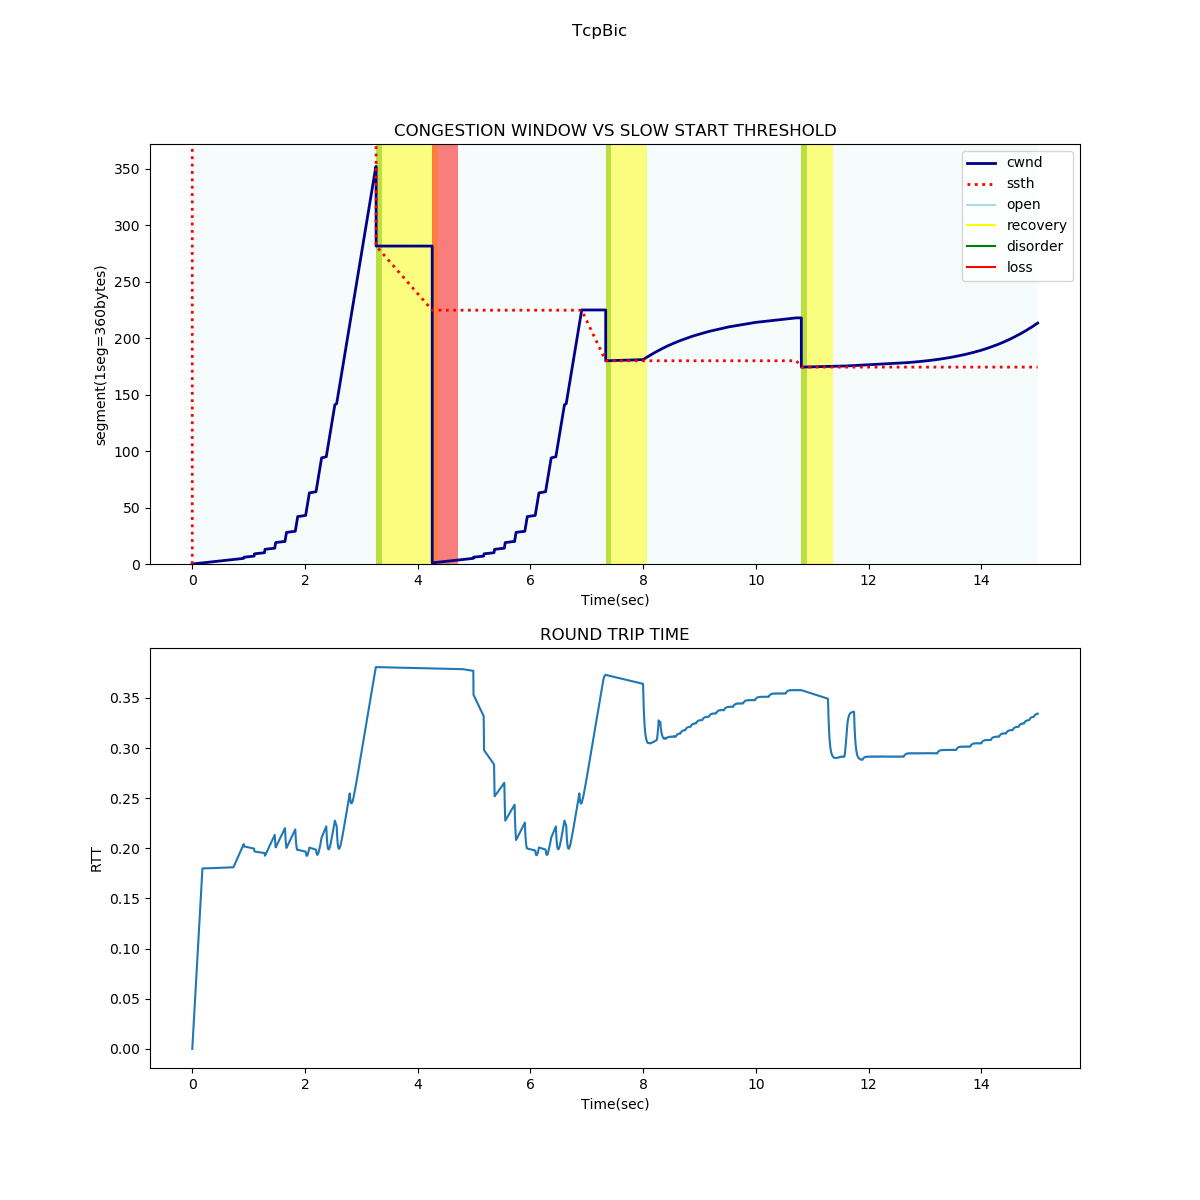 TcpBic
CONGESTION WINDOW VS SLOW START THRESHOLD
segment(1seg=360bytes)
350
300
250
200
150
100
50
0
cwnd
ssth
open
recovery
disorder
loss
0 2 4 6 8 10 12 14
Time(sec)
ROUND TRIP TIME
RTT
0.35
0.30
0.25
0.20
0.15
0.10
0.05
0.00
0 2 4 6 8 10 12 14
Time(sec)